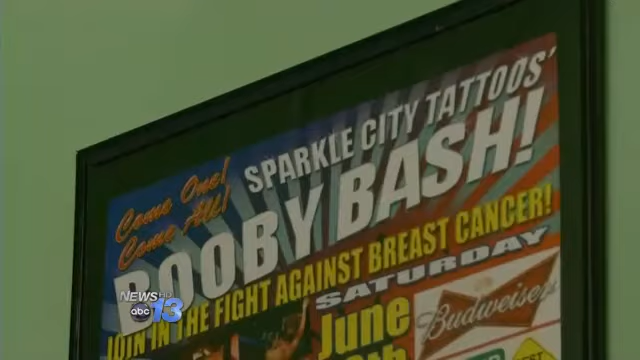 Come One!
Come All!
SPARKLE CITY TATTOOS'
BOOBY BASH!
JOIN IN THE FIGHT AGAINST BREAST CANCER!
SATURDAY
June
Budweiser
NEWS HD
abc 13